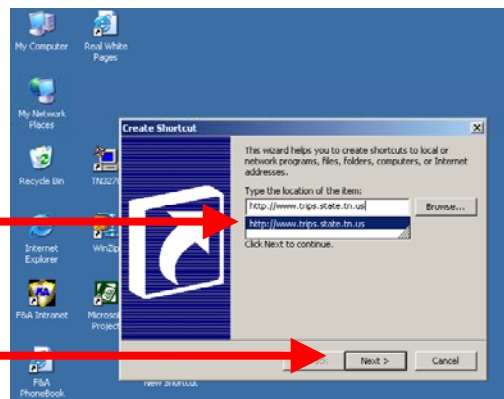 My Computer
Real White
Pages
My Network
Places
Create Shortcut
This wizard helps you to create shortcuts to local or
network programs, files, folders, computers, or Internet
addresses.
Type the location of the item:
http://www.trips.state.tn.us
Browse...
http://www.trips.state.tn.us
Click Next to continue.
Recycle Bin
TN327
Internet
Explorer
WinZip
F&A Intranet
Microsof
Project
Next >
Cancel
F&A
PhoneBook
New Shortcut